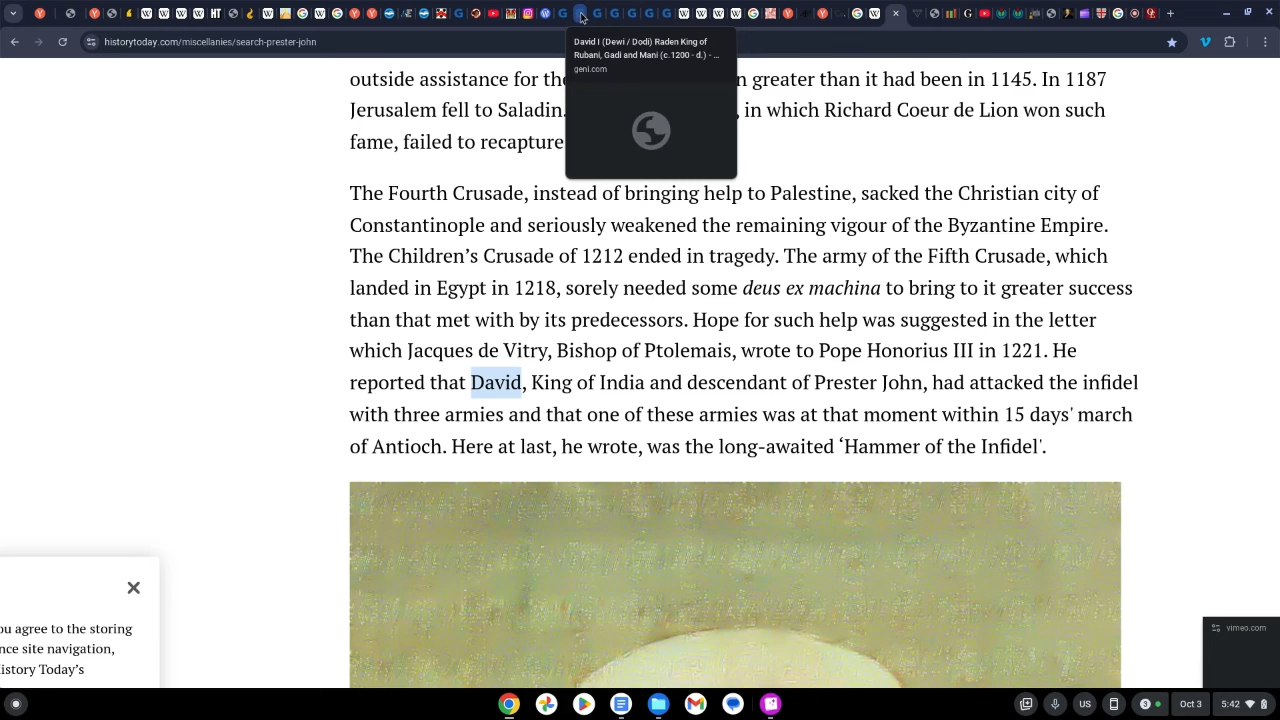 historytoday.com/miscellanies/search-prester-john
David I (Dewi / Dodi) Raden King of
Rubani, Gadi and Mani (c.1200 - d.) - ...
geni.com
outside assistance for the
n greater than it had been in 1145. In 1187
Jerusalem fell to Saladin.
, in which Richard Coeur de Lion won such
fame, failed to recapture
The Fourth Crusade, instead of bringing help to Palestine, sacked the Christian city of
Constantinople and seriously weakened the remaining vigour of the Byzantine Empire.
The Children’s Crusade of 1212 ended in tragedy. The army of the Fifth Crusade, which
landed in Egypt in 1218, sorely needed some deus ex machina to bring to it greater success
than that met with by its predecessors. Hope for such help was suggested in the letter
which Jacques de Vitry, Bishop of Ptolemais, wrote to Pope Honorius III in 1221. He
reported that David, King of India and descendant of Prester John, had attacked the infidel
with three armies and that one of these armies was at that moment within 15 days' march
of Antioch. Here at last, he wrote, was the long-awaited ‘Hammer of the Infidel'.
ou agree to the storing
nce site navigation,
istory Today’s
vimeo.com
US
3
Oct 3
5:42